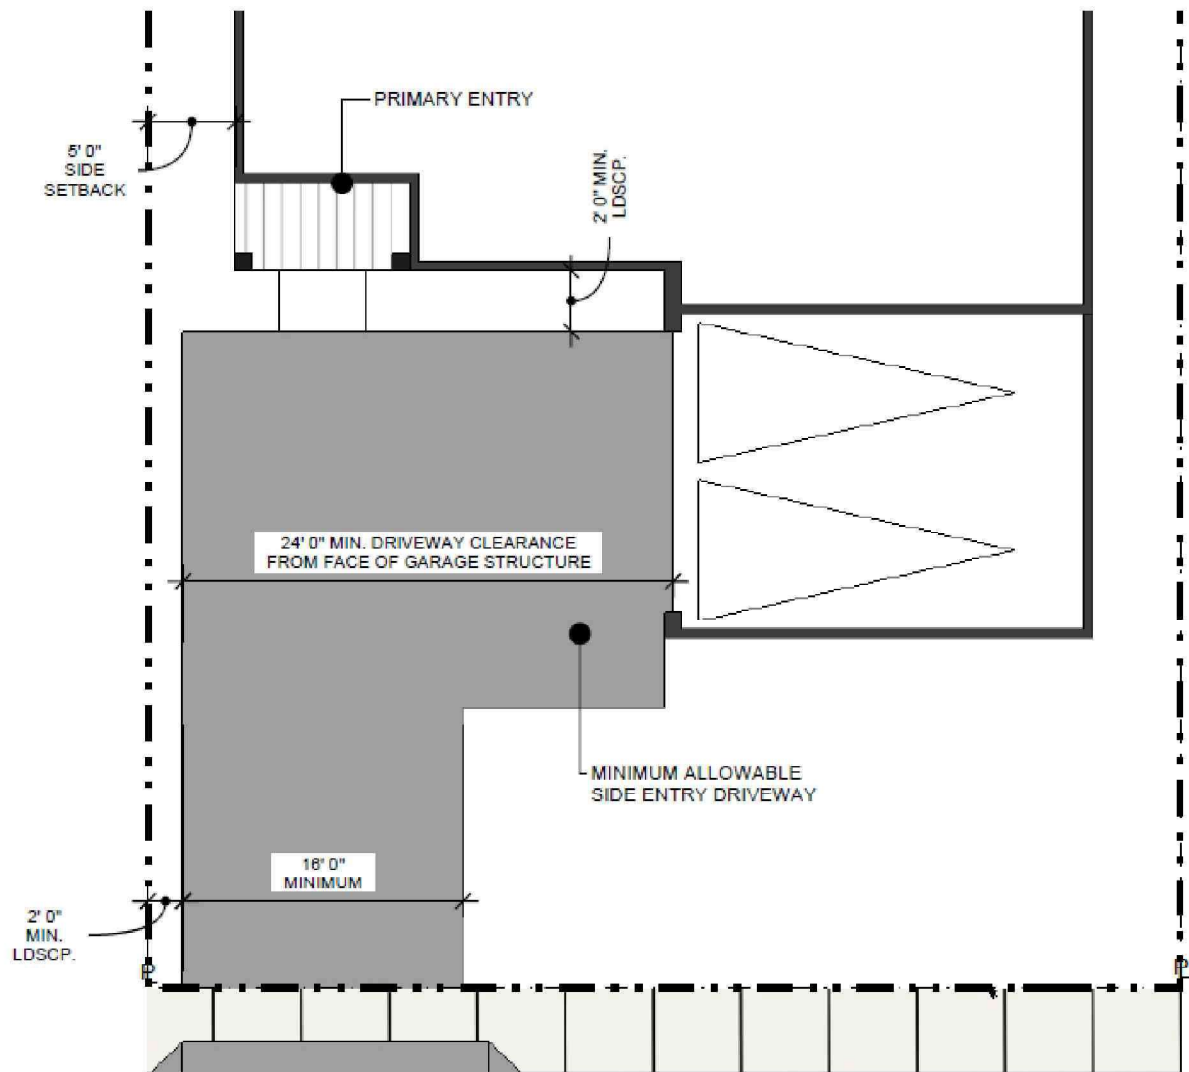 PRIMARY ENTRY
5' 0"
SIDE
SETBACK
2' 0" MIN.
LDSCP.
24' 0" MIN. DRIVEWAY CLEARANCE
FROM FACE OF GARAGE STRUCTURE
MINIMUM ALLOWABLE
SIDE ENTRY DRIVEWAY
16' 0"
MINIMUM
2' 0"
MIN.
LDSCP.